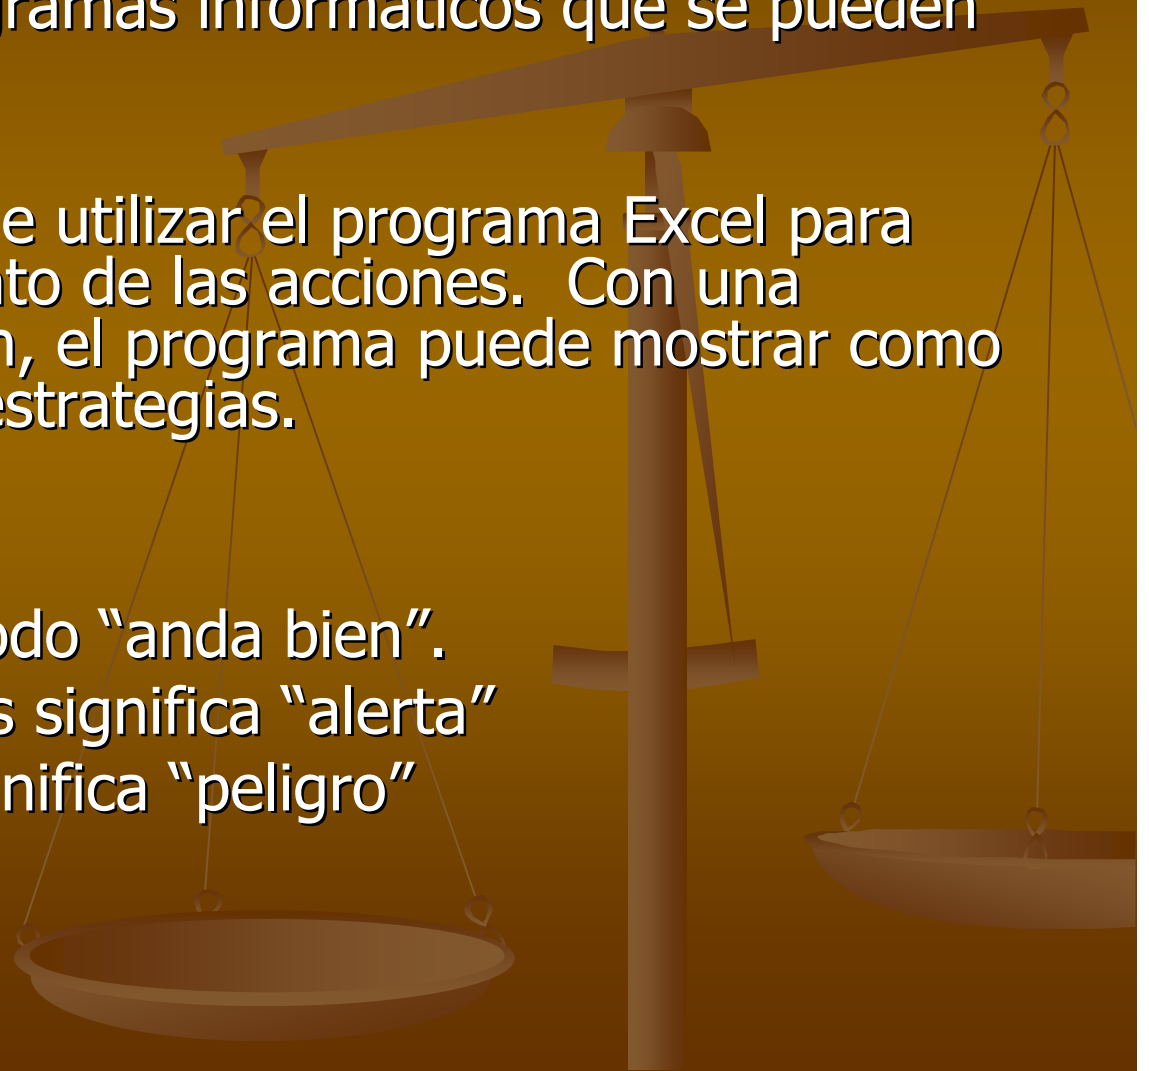 gramas informáticos que se pueden
e utilizar el programa Excel para
nto de las acciones. Con una
n, el programa puede mostrar como
estrategias.
odo “anda bien”.
s significa “alerta”
nifica “peligro”